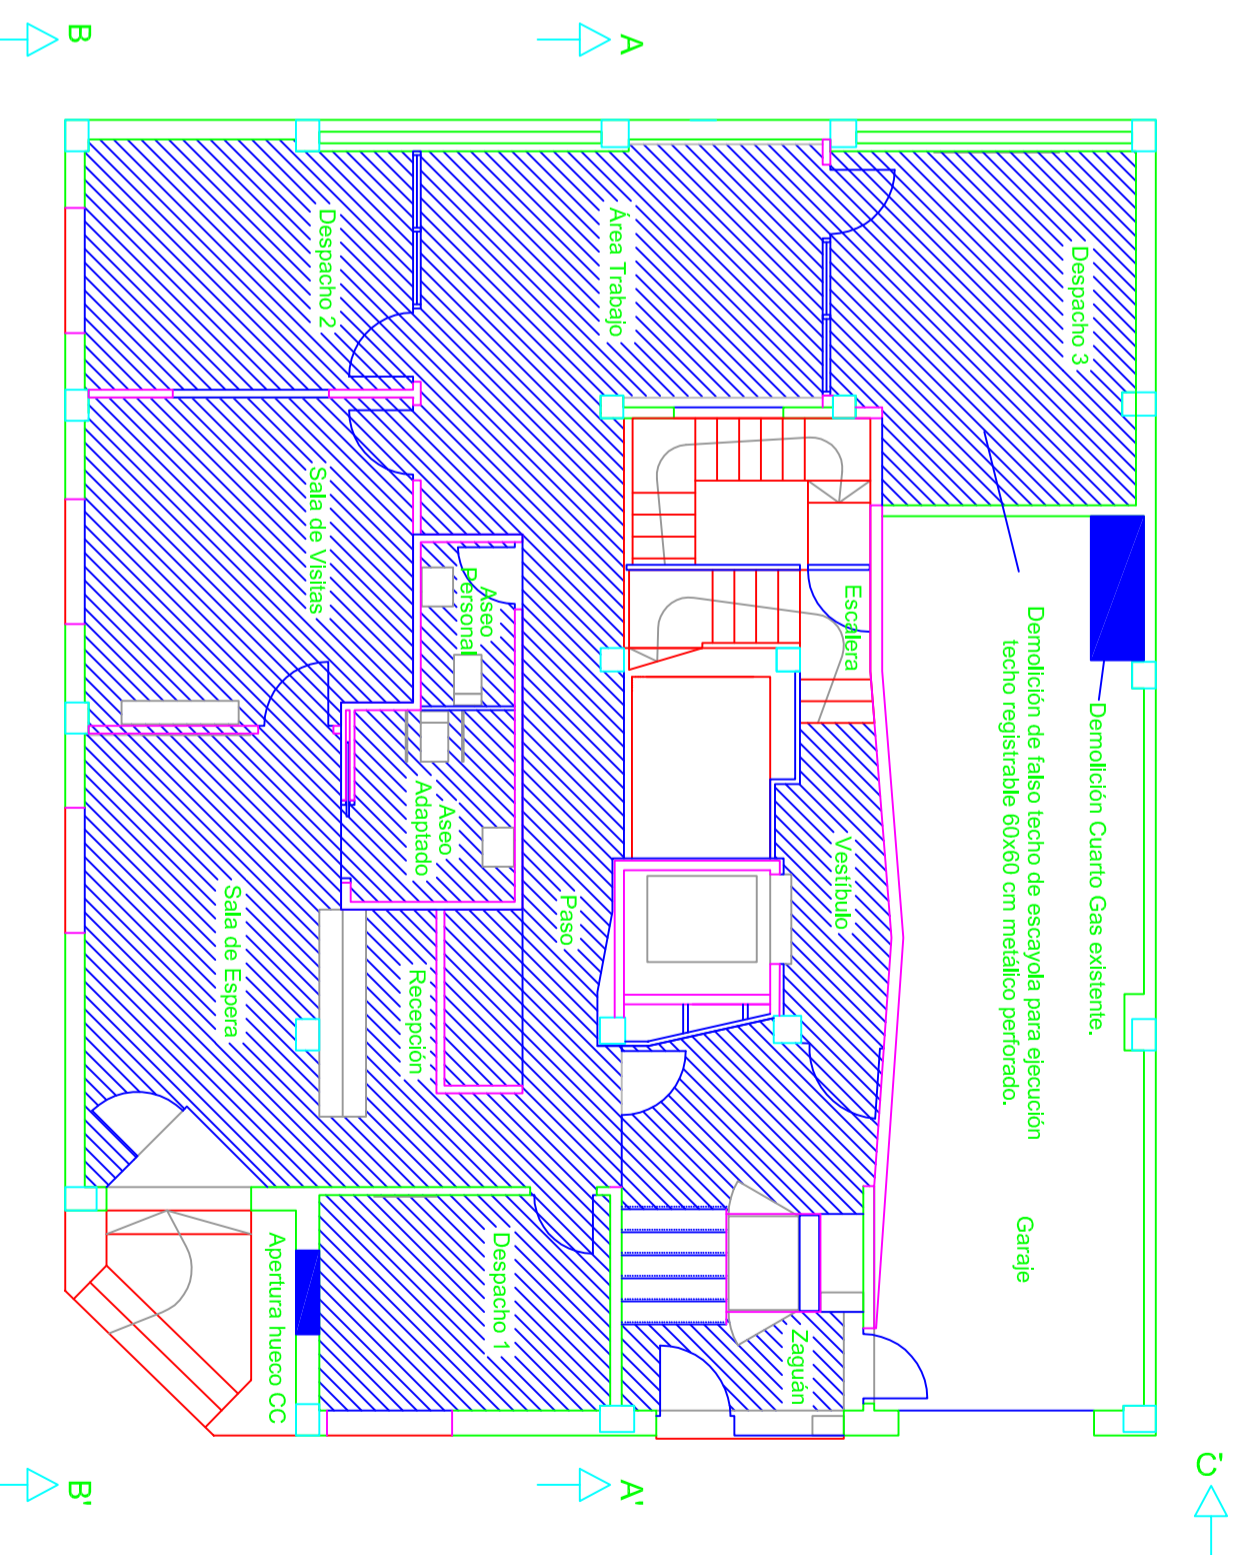 B
A
Despacho 2
Área Trabajo
Despacho 3
Sala de Visitas
Aseo
Personal
Escalera
Demolición de falso techo de escayola para ejecución
techo registrable 60x60 cm metálico perforado.
Demolición Cuarto Gas existente.
Aseo
Adaptado
Vestíbulo
Paso
Sala de Espera
Recepción
Garaje
Apertura hueco CC
Despacho 1
Zaguán
B'
A'
C'